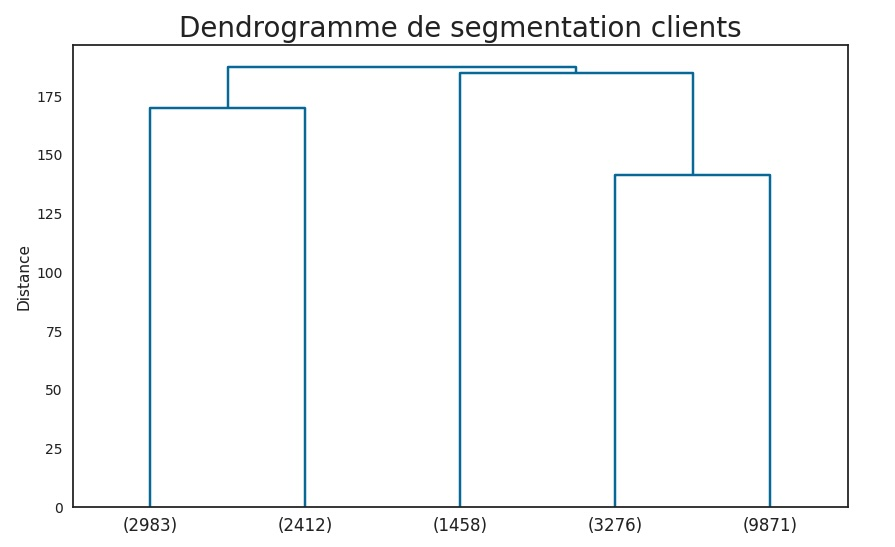 Dendrogramme de segmentation clients
Distance
175
150
125
100
75
50
25
0
(2983) (2412) (1458) (3276) (9871)